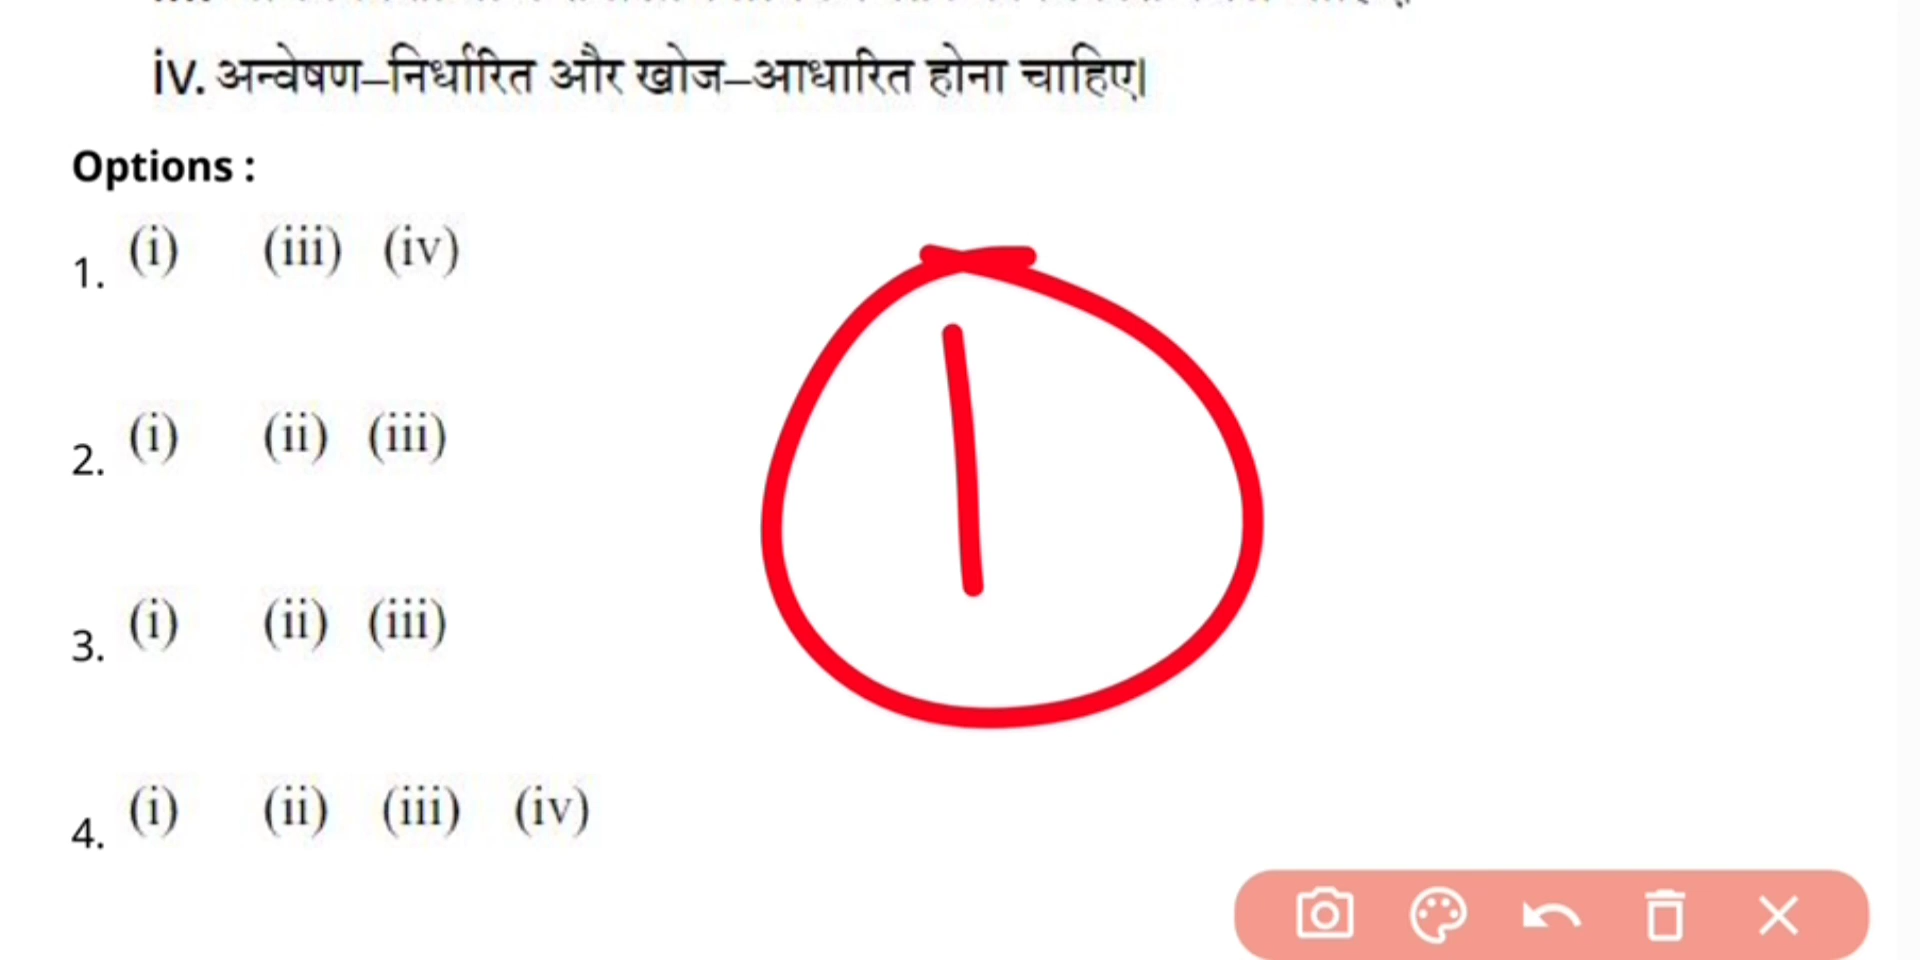 iv. अन्वेषण–निर्धारित और खोज–आधारित होना चाहिए|
Options :
1. (i) (iii) (iv)
2. (i) (ii) (iii)
3. (i) (ii) (iii)
4. (i) (ii) (iii) (iv)
1